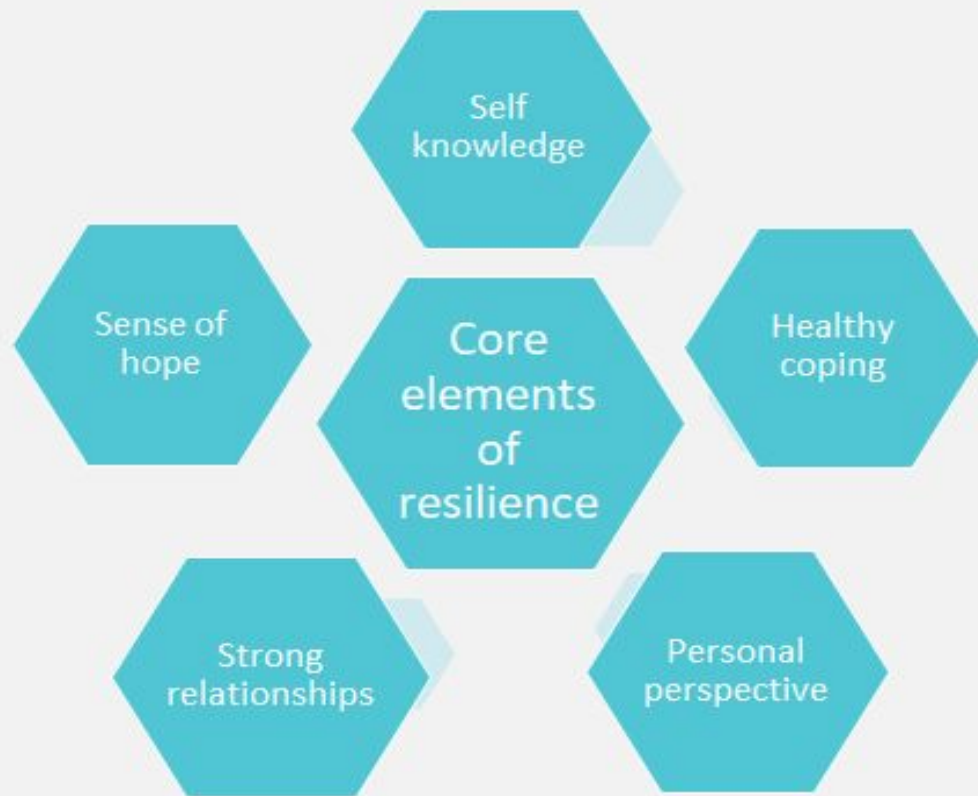 Self
knowledge
Sense of
hope
Healthy
coping
Core
elements
of
resilience
Strong
relationships
Personal
perspective